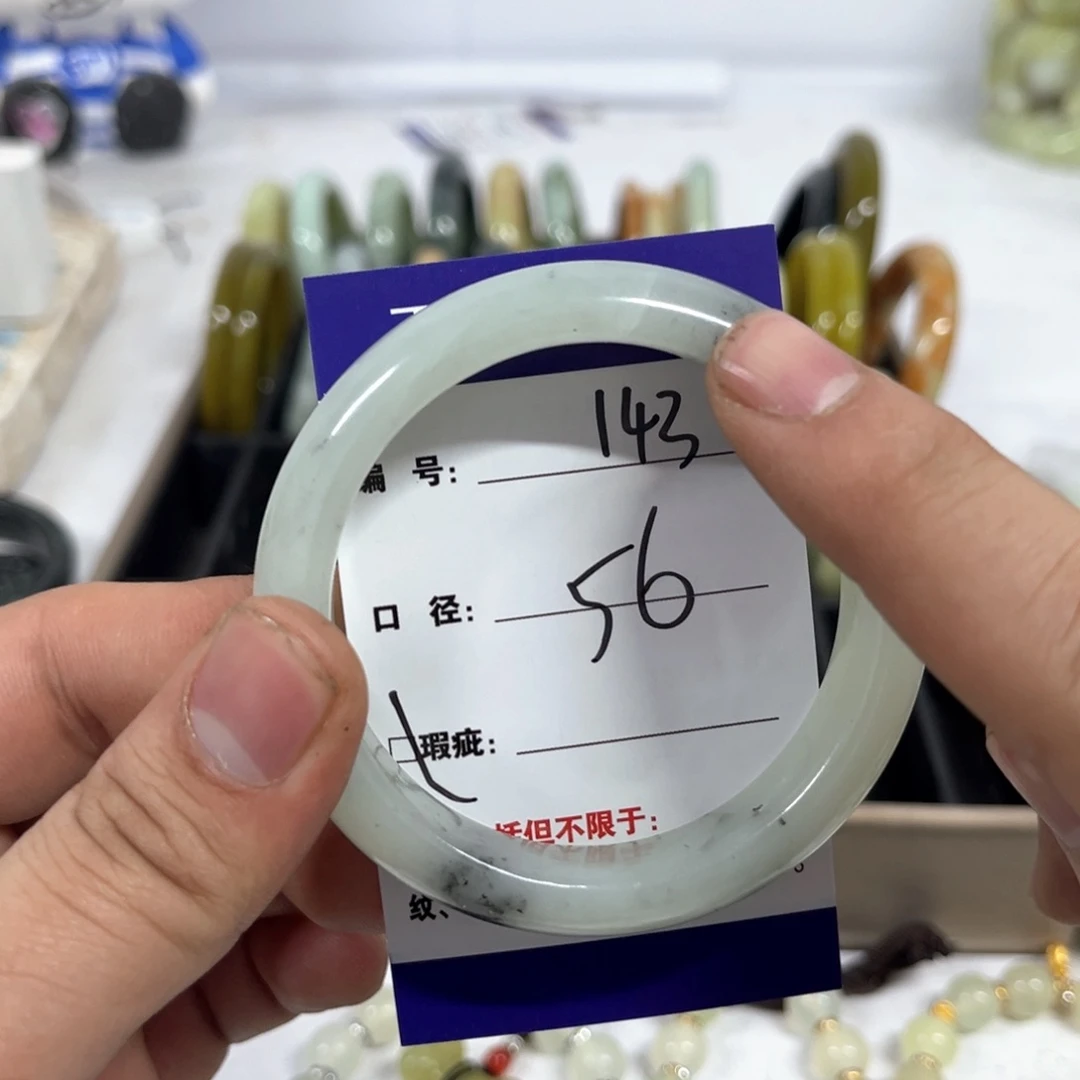 编 号: 143
口 径: 56
瑕疵:
括但不限于:
纹、